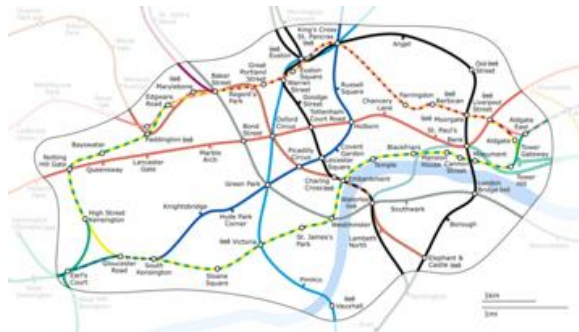 King's Cross
St. Pancras
Euston
Angel
Old
Street
Great
Portland
Street
Baker
Street
Marylebone
Edgware
Road
Regent's
Park
Euston
Square
Warren
Street
Russell
Square
Goodge
Street
Farringdon
Barbican
Moorgate
Liverpool
Street
Aldgate
East
Aldgate
Tower
Gateway
Tower
Hill
Paddington
Bayswater
Notting
Hill Gate
Queensway
Lancaster
Gate
Marble
Arch
Bond
Street
Oxford
Circus
Tottenham
Court Road
Holborn
Chancery
Lane
St. Paul's
Bank
Covent
Garden
Leicester
Square
Piccadilly
Circus
Charing
Cross
Embankment
Temple
Blackfriars
Mansion
House
Cannon
Street
Monument
London
Bridge
Green Park
Hyde Park
Corner
Knightsbridge
High Street
Kensington
Earl's
Court
Gloucester
Road
South
Kensington
Sloane
Square
Victoria
St. James's
Park
Westminster
Waterloo
Southwark
Lambeth
North
Borough
Elephant
& Castle
Pimlico
Vauxhall
1km
1mi